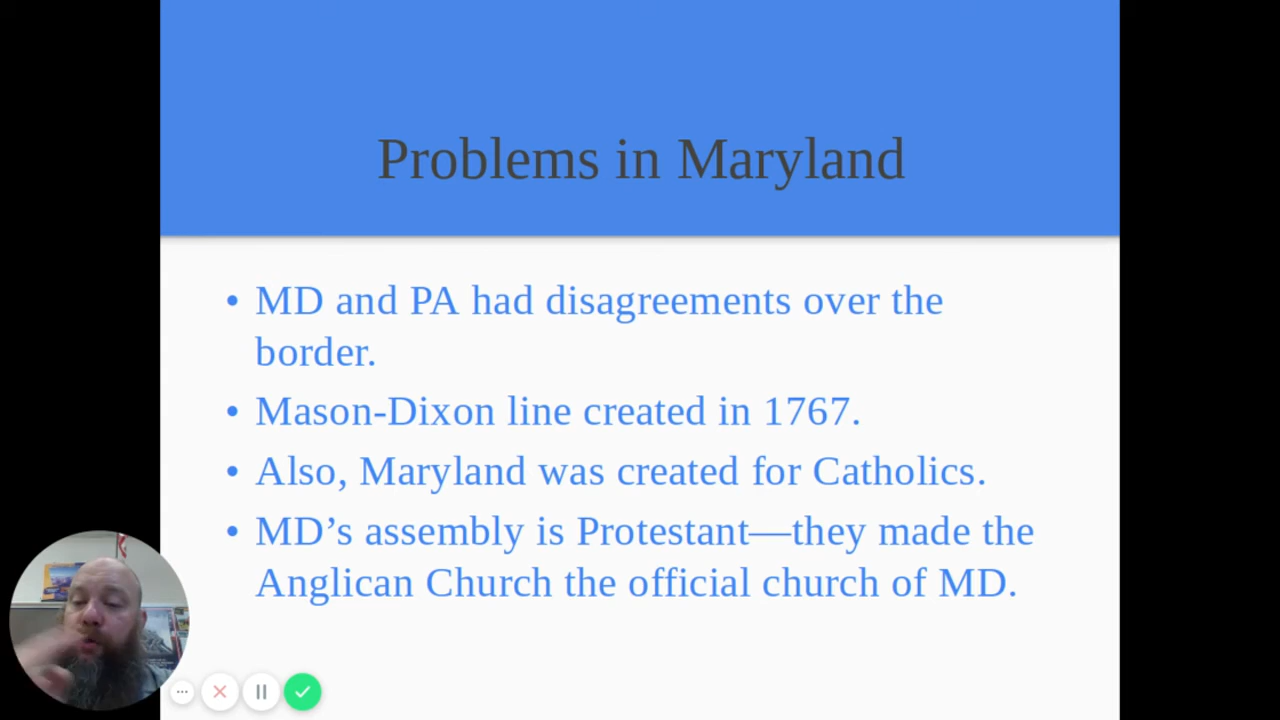 Problems in Maryland
• MD and PA had disagreements over the
border.
• Mason-Dixon line created in 1767.
• Also, Maryland was created for Catholics.
• MD’s assembly is Protestant—they made the
Anglican Church the official church of MD.